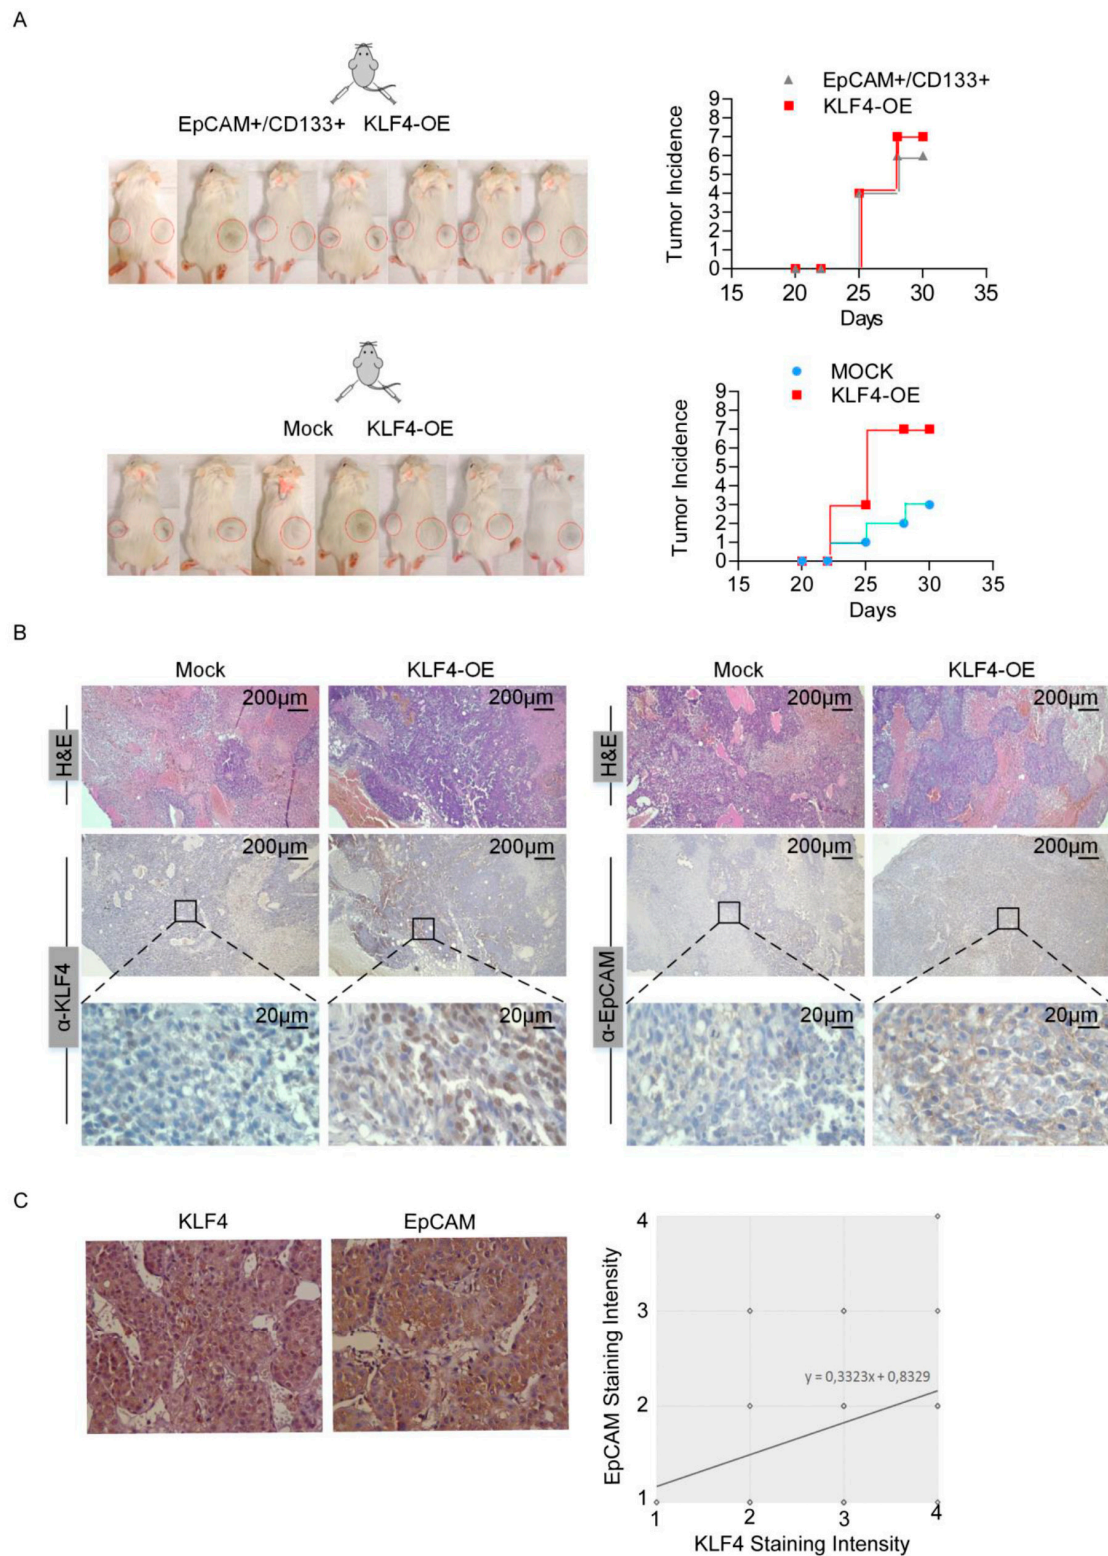 A
EpCAM+/CD133+ KLF4-OE
EpCAM+/CD133+
KLF4-OE
Tumor Incidence
9
8
7
6
5
4
3
2
1
0
15 20 25 30 35
Days
Mock KLF4-OE
MOCK
KLF4-OE
Tumor Incidence
9
8
7
6
5
4
3
2
1
0
15 20 25 30 35
Days
B
Mock KLF4-OE Mock KLF4-OE
H&E
200µm 200µm
H&E
200µm 200µm
α-KLF4
200µm 200µm
20µm 20µm
α-EpCAM
200µm 200µm
20µm 20µm
C
KLF4 EpCAM
EpCAM Staining Intensity
4
3
2
1
y = 0,3323x + 0,8329
1 2 3 4
KLF4 Staining Intensity